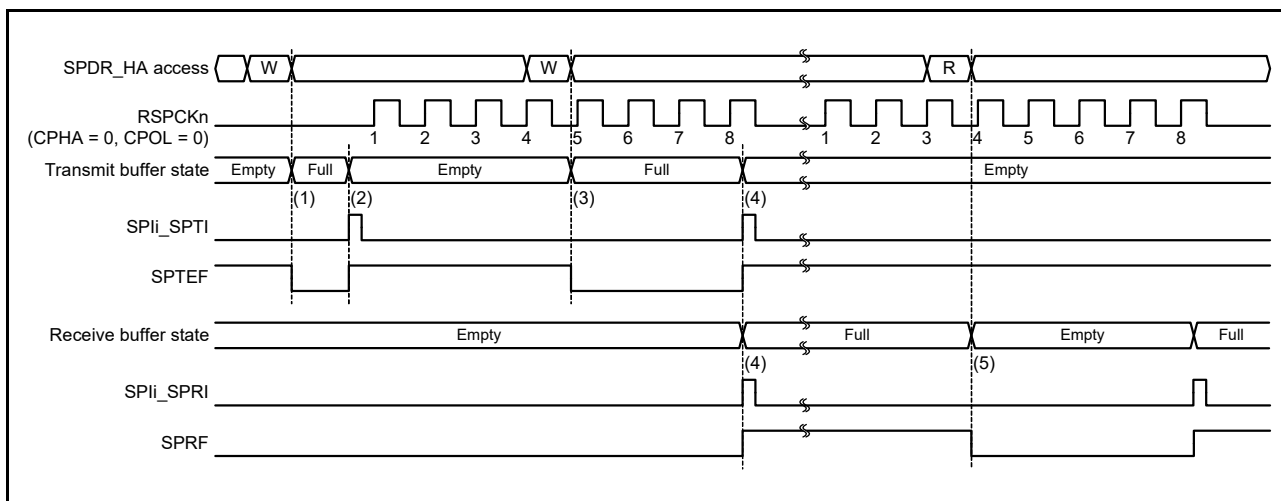 SPDR_HA access W W R
RSPCKn
(CPHA = 0, CPOL = 0) 1 2 3 4 5 6 7 8 1 2 3 4 5 6 7 8
Transmit buffer state Empty Full Empty Full Empty
(1) (2) (3) (4)
SPIi_SPTI
SPTEF
Receive buffer state Empty Full Empty Full
(4) (5)
SPIi_SPRI
SPRF